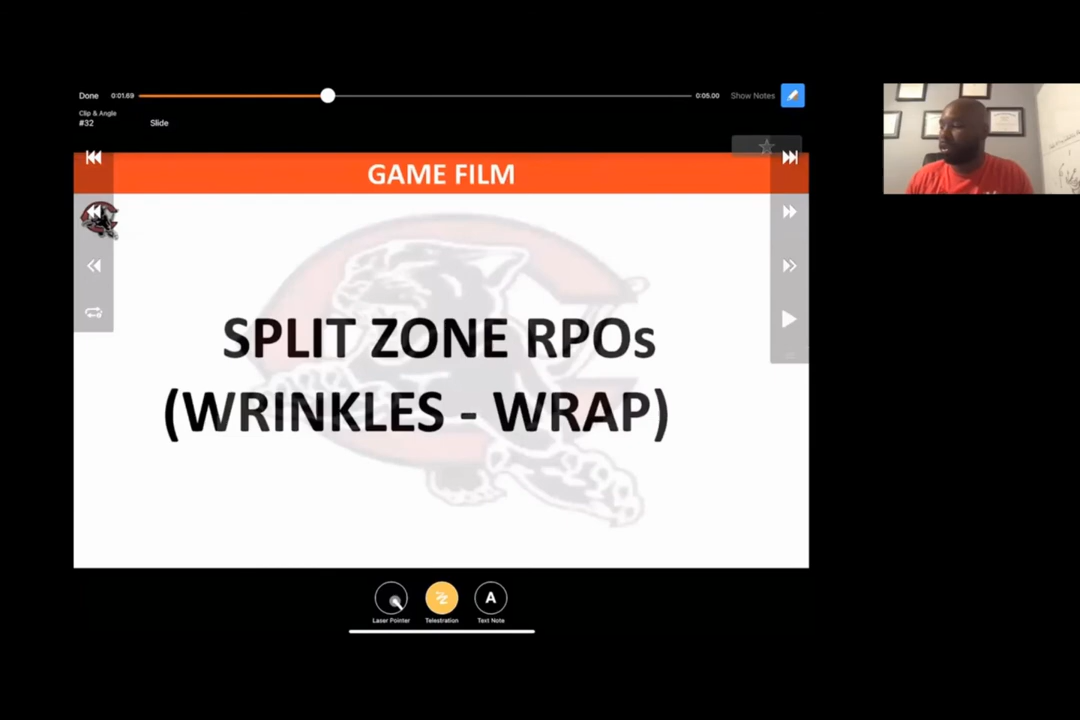 Done 0:01.69 0:05.00 Show Notes
Clip & Angle
#32 Slide
GAME FILM
SPLIT ZONE RPOs
(WRINKLES - WRAP)
A
Laser Pointer Telestration Text Note